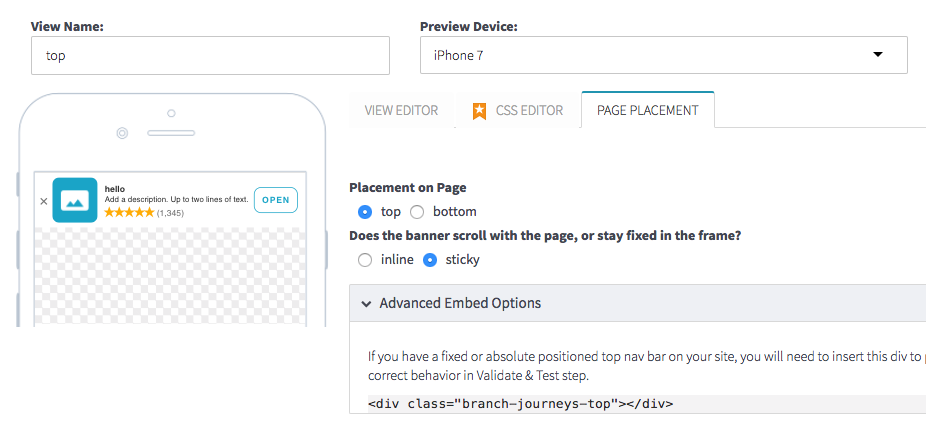 View Name:
Preview Device:
top
iPhone 7
VIEW EDITOR
CSS EDITOR
PAGE PLACEMENT
hello
Add a description. Up to two lines of text.
OPEN
(1,345)
Placement on Page
top
bottom
Does the banner scroll with the page, or stay fixed in the frame?
inline
sticky
Advanced Embed Options
If you have a fixed or absolute positioned top nav bar on your site, you will need to insert this div to
correct behavior in Validate & Test step.
<div class="branch-journeys-top"></div>